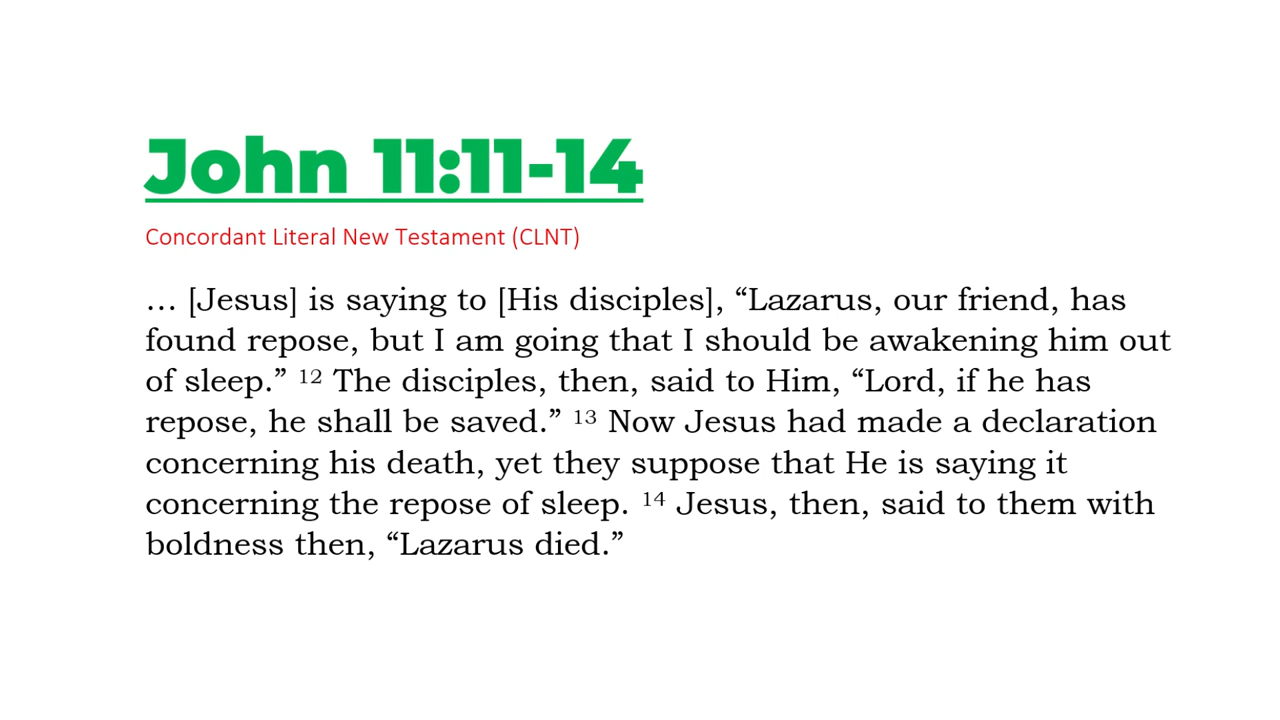 John 11:11-14
Concordant Literal New Testament (CLNT)
… [Jesus] is saying to [His disciples], “Lazarus, our friend, has
found repose, but I am going that I should be awakening him out
of sleep.” 12 The disciples, then, said to Him, “Lord, if he has
repose, he shall be saved.” 13 Now Jesus had made a declaration
concerning his death, yet they suppose that He is saying it
concerning the repose of sleep. 14 Jesus, then, said to them with
boldness then, “Lazarus died.”